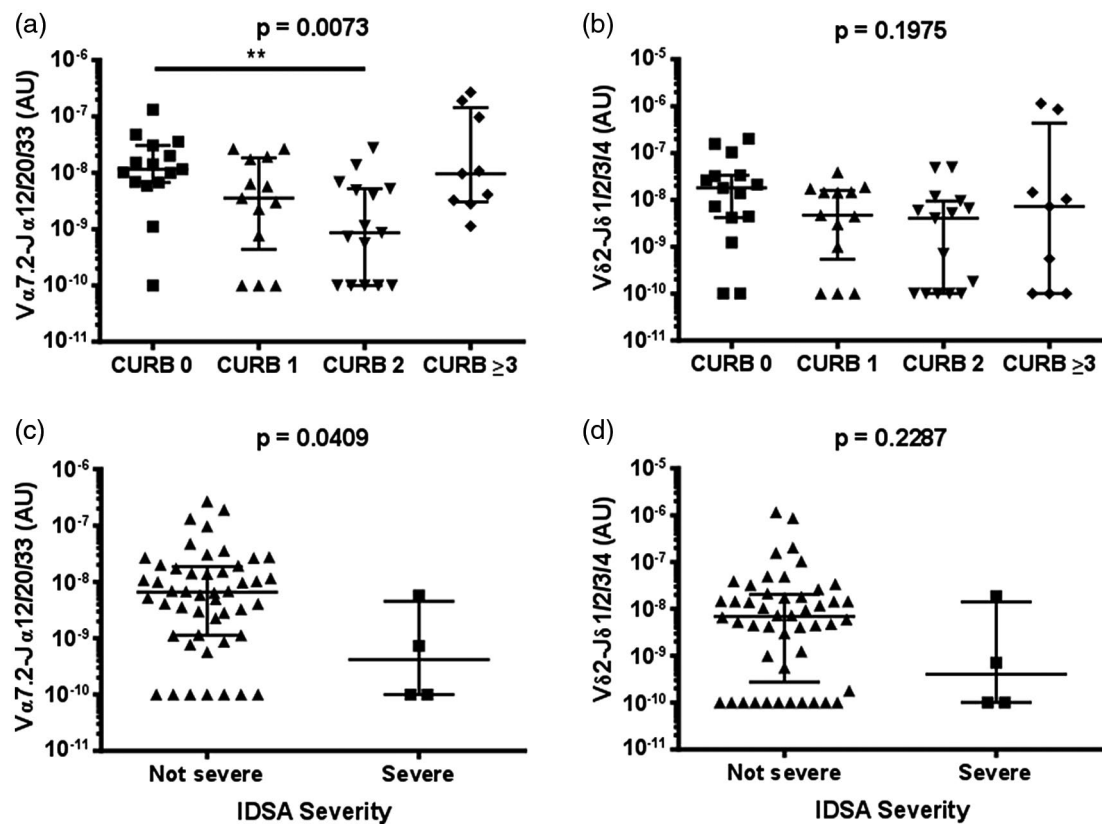 (a)
p = 0.0073
**
Vα7.2-Jα12/20/33 (AU)
10-6
10-7
10-8
10-9
10-10
10-11
CURB 0 CURB 1 CURB 2 CURB ≥3
(b)
p = 0.1975
Vδ2-Jδ1/2/3/4 (AU)
10-5
10-6
10-7
10-8
10-9
10-10
10-11
CURB 0 CURB 1 CURB 2 CURB ≥3
(c)
p = 0.0409
Vα7.2-Jα12/20/33 (AU)
10-6
10-7
10-8
10-9
10-10
10-11
Not severe Severe
IDSA Severity
(d)
p = 0.2287
Vδ2-Jδ1/2/3/4 (AU)
10-5
10-6
10-7
10-8
10-9
10-10
10-11
Not severe Severe
IDSA Severity